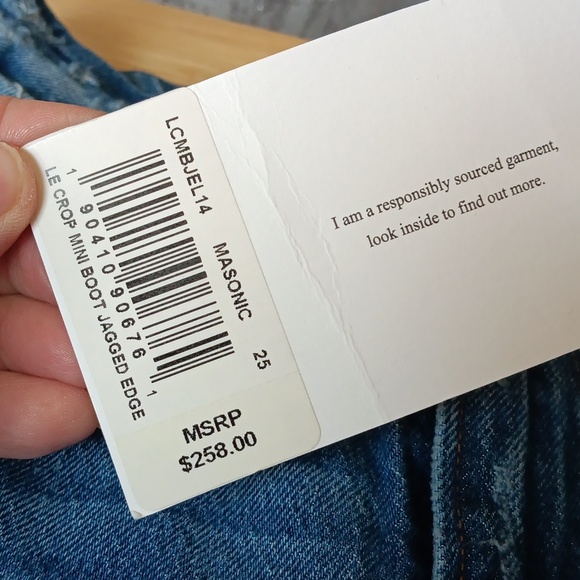 LCMBJEL14 MASONIC 25
1 90410 90676 1
LE CROP MINI BOOT JAGGED EDGE
MSRP
$258.00
I am a responsibly sourced garment,
look inside to find out more.